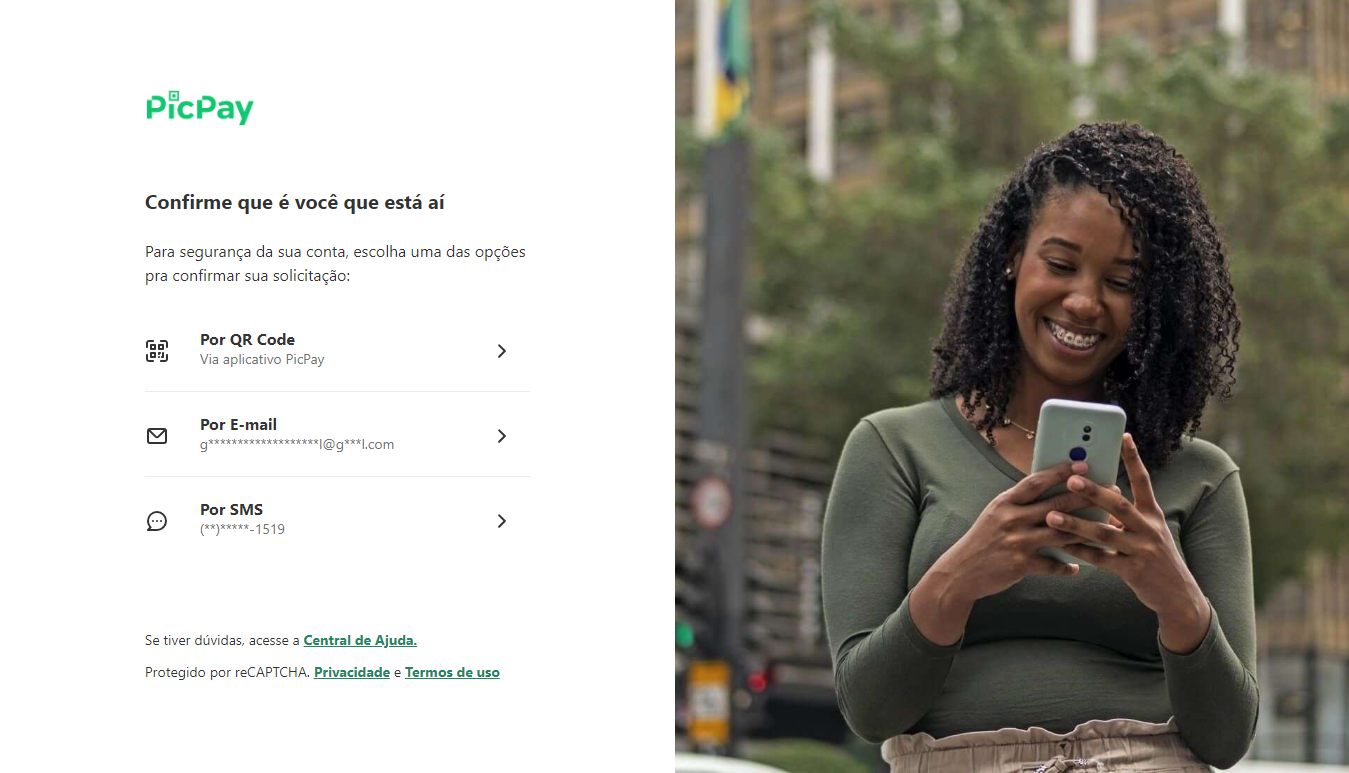 PicPay
Confirme que é você que está aí
Para segurança da sua conta, escolha uma das opções
pra confirmar sua solicitação:
Por QR Code
Via aplicativo PicPay
Por E-mail
g*******************l@g***l.com
Por SMS
(**)*****-1519
Se tiver dúvidas, acesse a Central de Ajuda.
Protegido por reCAPTCHA. Privacidade e Termos de uso